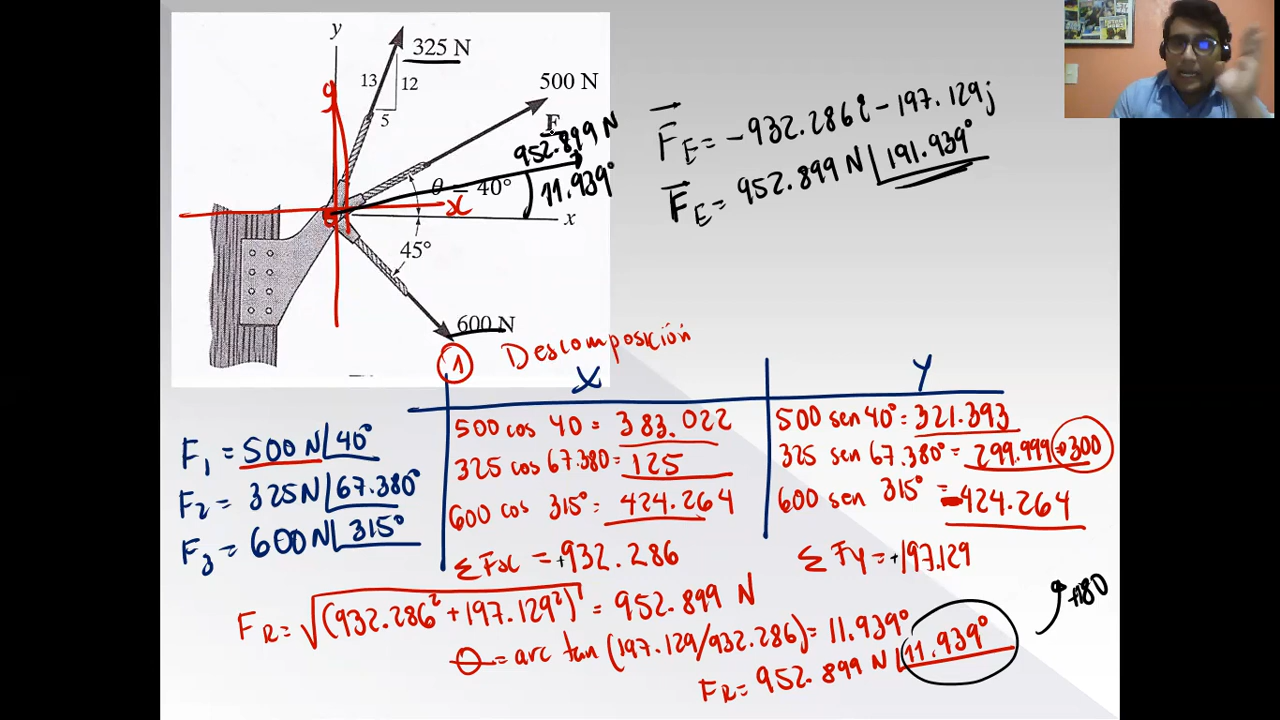 y
325 N
13
12
5
500 N
F
952.899 N
θ = 40°
11.939°
x
x
y
45°
600 N
F_E = -932.286i - 197.129j
F_E = 952.899 N 191.939°
1 Descomposición
X
Y
F1 = 500 N 40°
F2 = 325 N 67.380°
F3 = 600 N 315°
500 cos 40 = 383.022
325 cos 67.380 = 125
600 cos 315° = 424.264
ΣFx = +932.286
500 sen 40° = 321.393
325 sen 67.380° = 299.999 → 300
600 sen 315° = -424.264
ΣFy = +197.129
FR = √(932.286² + 197.129²) = 952.899 N
θ = arc tan (197.129/932.286) = 11.939°
FR = 952.899 N 11.939°
+180